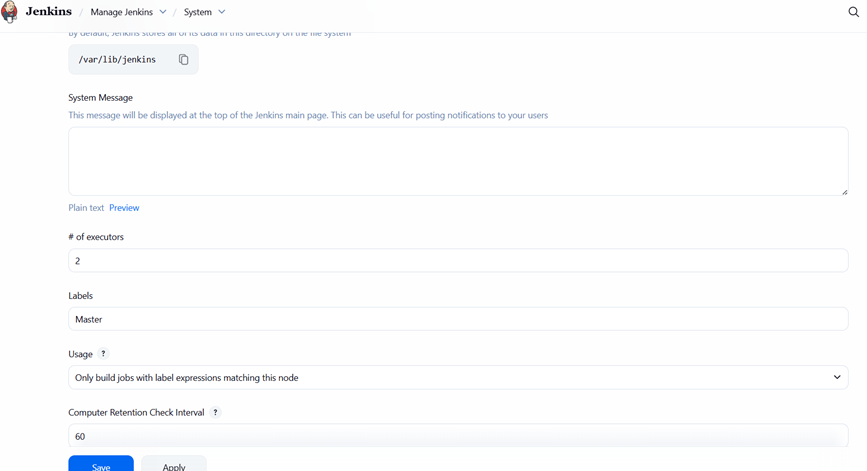 Jenkins / Manage Jenkins / System
By default, Jenkins stores all of its data in this directory on the file system
/var/lib/jenkins
System Message
This message will be displayed at the top of the Jenkins main page. This can be useful for posting notifications to your users
Plain text Preview
# of executors
2
Labels
Master
Usage ?
Only build jobs with label expressions matching this node
Computer Retention Check Interval ?
60
Save Apply